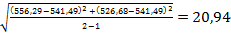 √((556,29−541,49)² + (526,68−541,49)² / 2−1) = 20,94